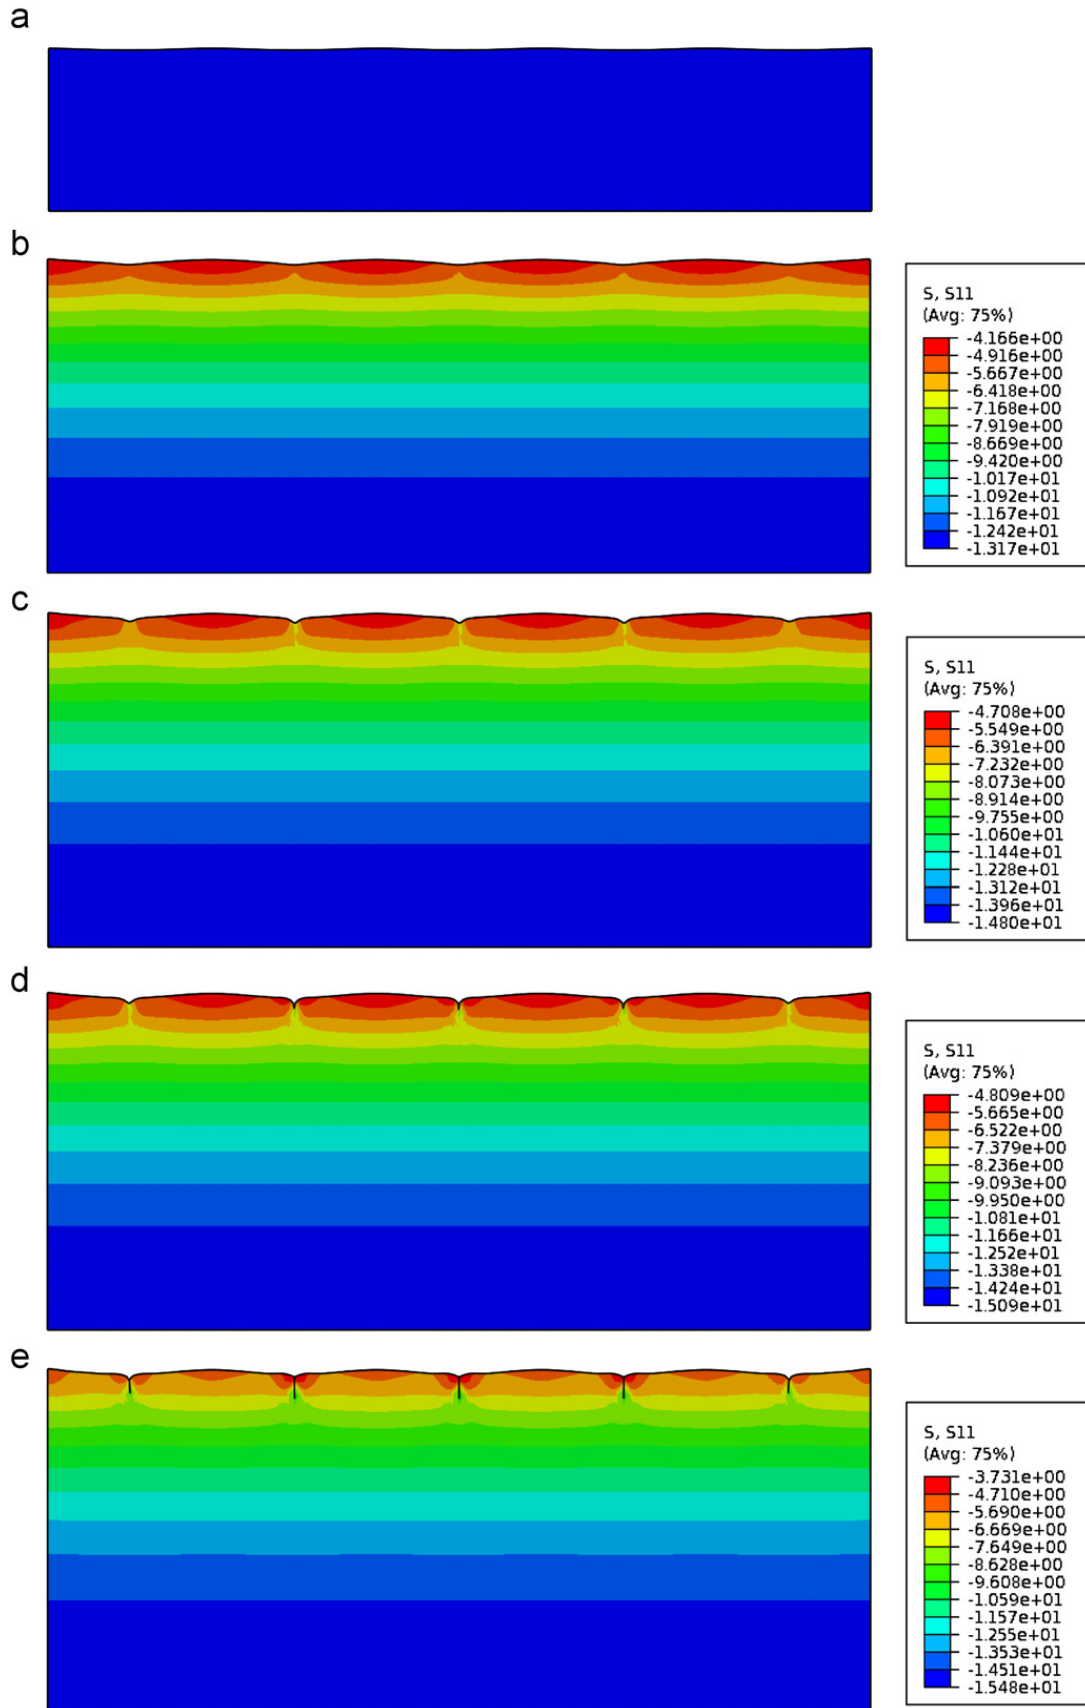 a
b
S, S11
(Avg: 75%)
-4.166e+00
-4.916e+00
-5.667e+00
-6.418e+00
-7.168e+00
-7.919e+00
-8.669e+00
-9.420e+00
-1.017e+01
-1.092e+01
-1.167e+01
-1.242e+01
-1.317e+01
c
S, S11
(Avg: 75%)
-4.708e+00
-5.549e+00
-6.391e+00
-7.232e+00
-8.073e+00
-8.914e+00
-9.755e+00
-1.060e+01
-1.144e+01
-1.228e+01
-1.312e+01
-1.396e+01
-1.480e+01
d
S, S11
(Avg: 75%)
-4.809e+00
-5.665e+00
-6.522e+00
-7.379e+00
-8.236e+00
-9.093e+00
-9.950e+00
-1.081e+01
-1.166e+01
-1.252e+01
-1.338e+01
-1.424e+01
-1.509e+01
e
S, S11
(Avg: 75%)
-3.731e+00
-4.710e+00
-5.690e+00
-6.669e+00
-7.649e+00
-8.628e+00
-9.608e+00
-1.059e+01
-1.157e+01
-1.255e+01
-1.353e+01
-1.451e+01
-1.548e+01